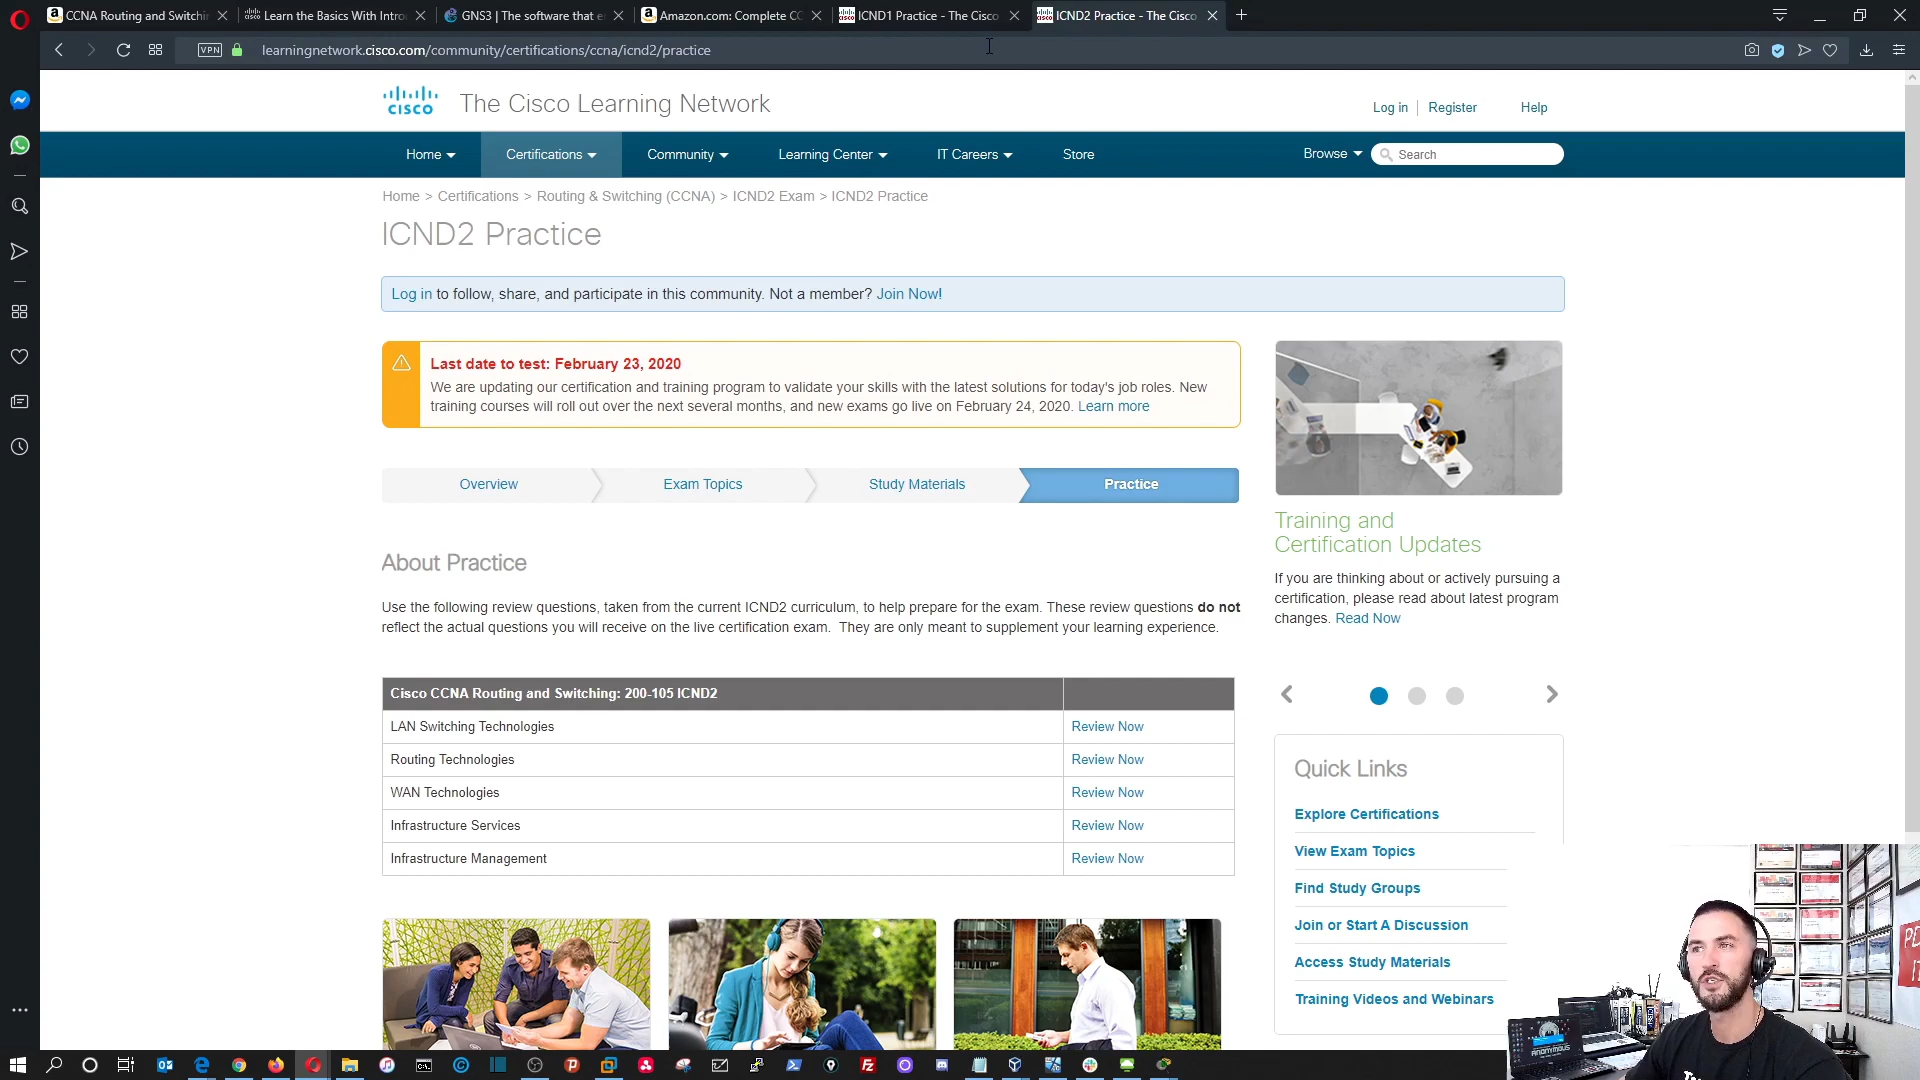 CCNA Routing and Switchin
Learn the Basics With Intro
GNS3 | The software that e
Amazon.com: Complete CC
ICND1 Practice - The Cisco
ICND2 Practice - The Cisco
VPN
learningnetwork.cisco.com/community/certifications/ccna/icnd2/practice
CISCO The Cisco Learning Network
Log in Register Help
Home Certifications Community Learning Center IT Careers Store Browse Search
Home > Certifications > Routing & Switching (CCNA) > ICND2 Exam > ICND2 Practice
ICND2 Practice
Log in to follow, share, and participate in this community. Not a member? Join Now!
Last date to test: February 23, 2020
We are updating our certification and training program to validate your skills with the latest solutions for today's job roles. New
training courses will roll out over the next several months, and new exams go live on February 24, 2020. Learn more
Overview Exam Topics Study Materials Practice
About Practice
Use the following review questions, taken from the current ICND2 curriculum, to help prepare for the exam. These review questions do not
reflect the actual questions you will receive on the live certification exam. They are only meant to supplement your learning experience.
Cisco CCNA Routing and Switching: 200-105 ICND2
LAN Switching Technologies Review Now
Routing Technologies Review Now
WAN Technologies Review Now
Infrastructure Services Review Now
Infrastructure Management Review Now
Training and
Certification Updates
If you are thinking about or actively pursuing a
certification, please read about latest program
changes. Read Now
Quick Links
Explore Certifications
View Exam Topics
Find Study Groups
Join or Start A Discussion
Access Study Materials
Training Videos and Webinars
ANONYMOUS